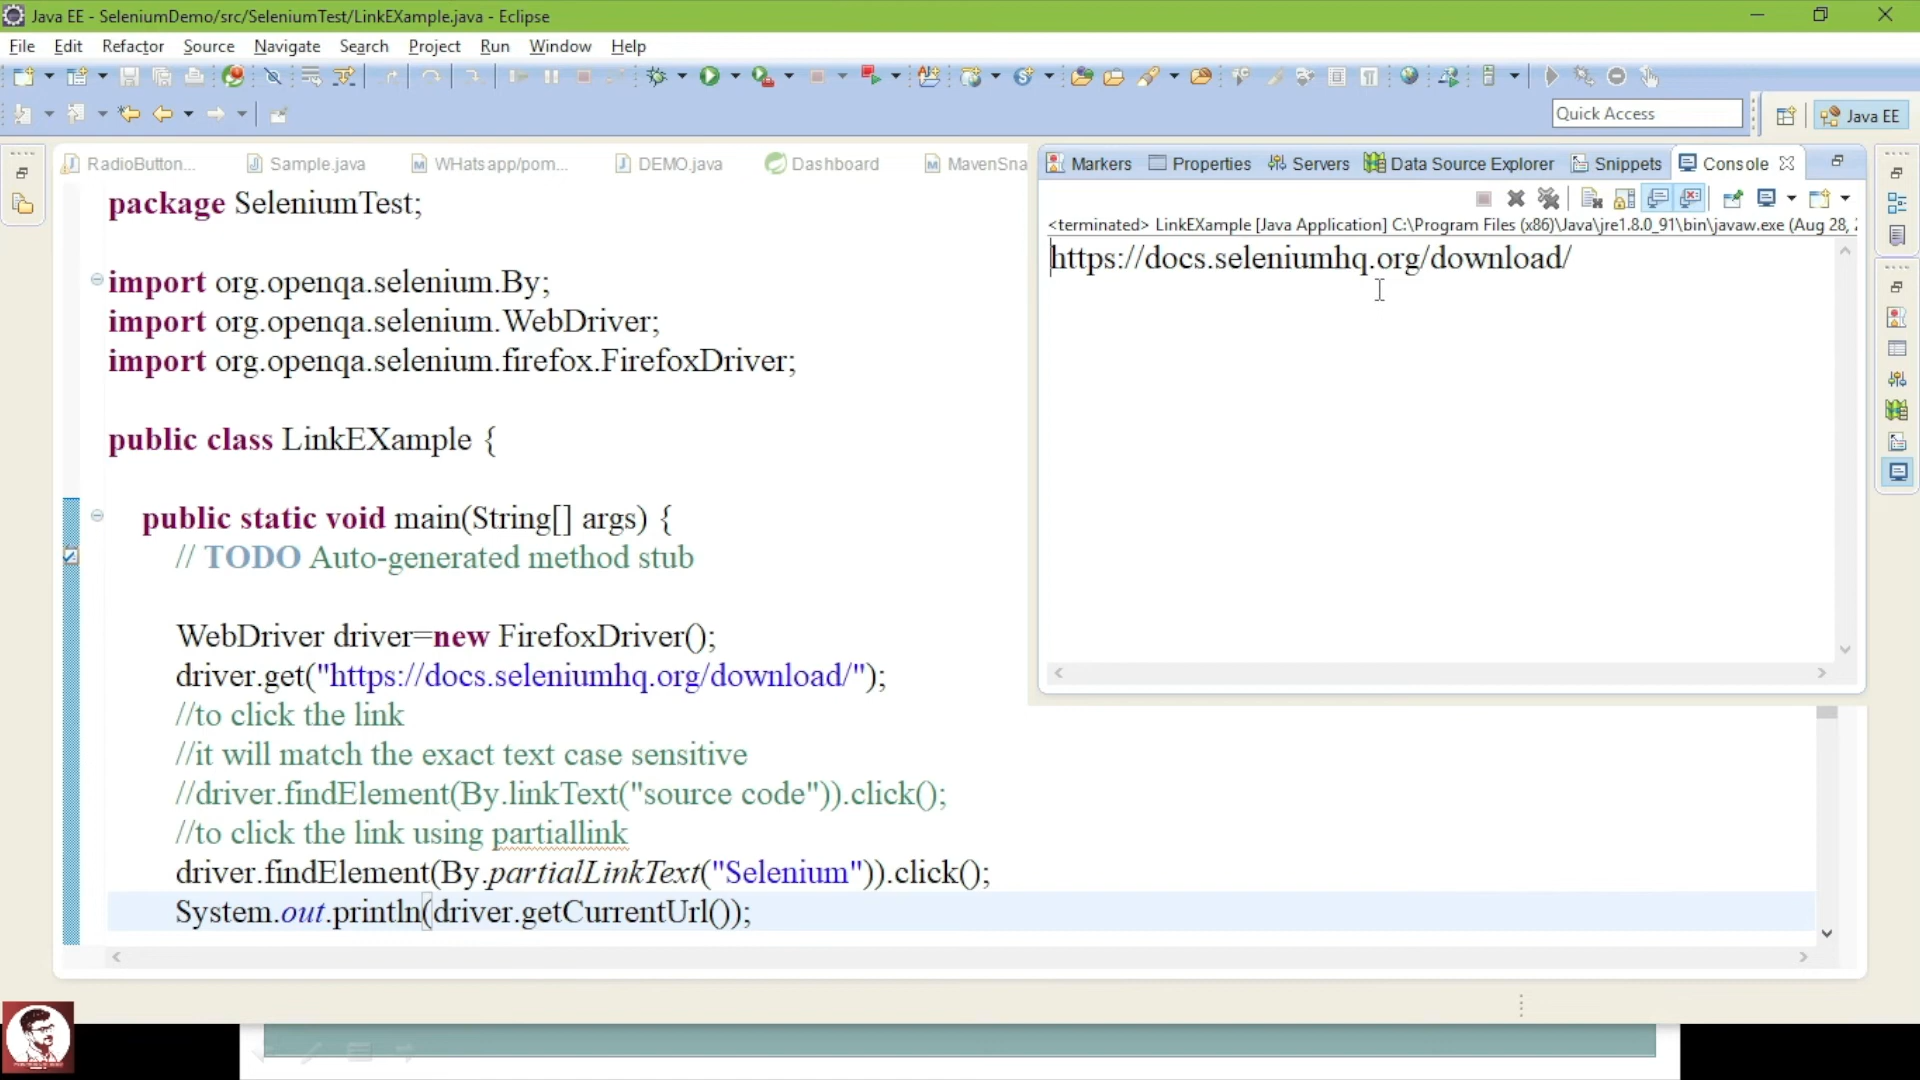 Java EE - SeleniumDemo/src/SeleniumTest/LinkEXample.java - Eclipse
File Edit Refactor Source Navigate Search Project Run Window Help
Quick Access
Java EE
RadioButton... Sample.java WHatsapp/pom... DEMO.java Dashboard MavenSna
Markers Properties Servers Data Source Explorer Snippets Console
<terminated> LinkEXample [Java Application] C:\Program Files (x86)\Java\jre1.8.0_91\bin\javaw.exe (Aug 28,
https://docs.seleniumhq.org/download/
package SeleniumTest;
import org.openqa.selenium.By;
import org.openqa.selenium.WebDriver;
import org.openqa.selenium.firefox.FirefoxDriver;
public class LinkEXample {
public static void main(String[] args) {
// TODO Auto-generated method stub
WebDriver driver=new FirefoxDriver();
driver.get("https://docs.seleniumhq.org/download/");
//to click the link
//it will match the exact text case sensitive
//driver.findElement(By.linkText("source code")).click();
//to click the link using partiallink
driver.findElement(By.partialLinkText("Selenium")).click();
System.out.println(driver.getCurrentUrl());